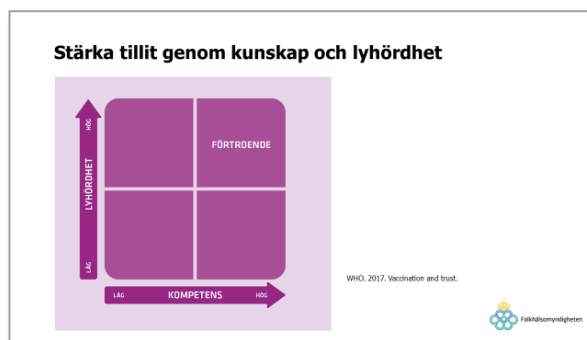 Stärka tillit genom kunskap och lyhördhet
HÖG
LYHÖRDHET
LÅG
FÖRTROENDE
LÅG
KOMPETENS
HÖG
WHO. 2017. Vaccination and trust.
Folkhälsomyndigheten